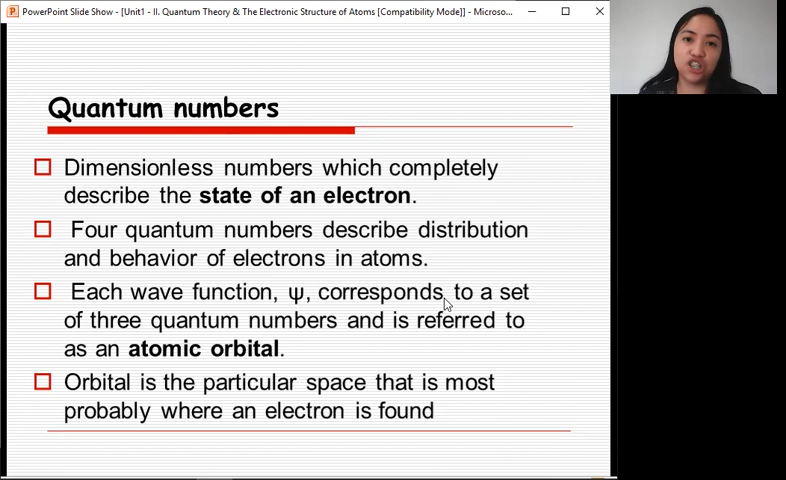 PowerPoint Slide Show - [Unit1 - II. Quantum Theory & The Electronic Structure of Atoms [Compatibility Mode]] - Microso...
Quantum numbers
Dimensionless numbers which completely
describe the state of an electron.
Four quantum numbers describe distribution
and behavior of electrons in atoms.
Each wave function, ψ, corresponds to a set
of three quantum numbers and is referred to
as an atomic orbital.
Orbital is the particular space that is most
probably where an electron is found